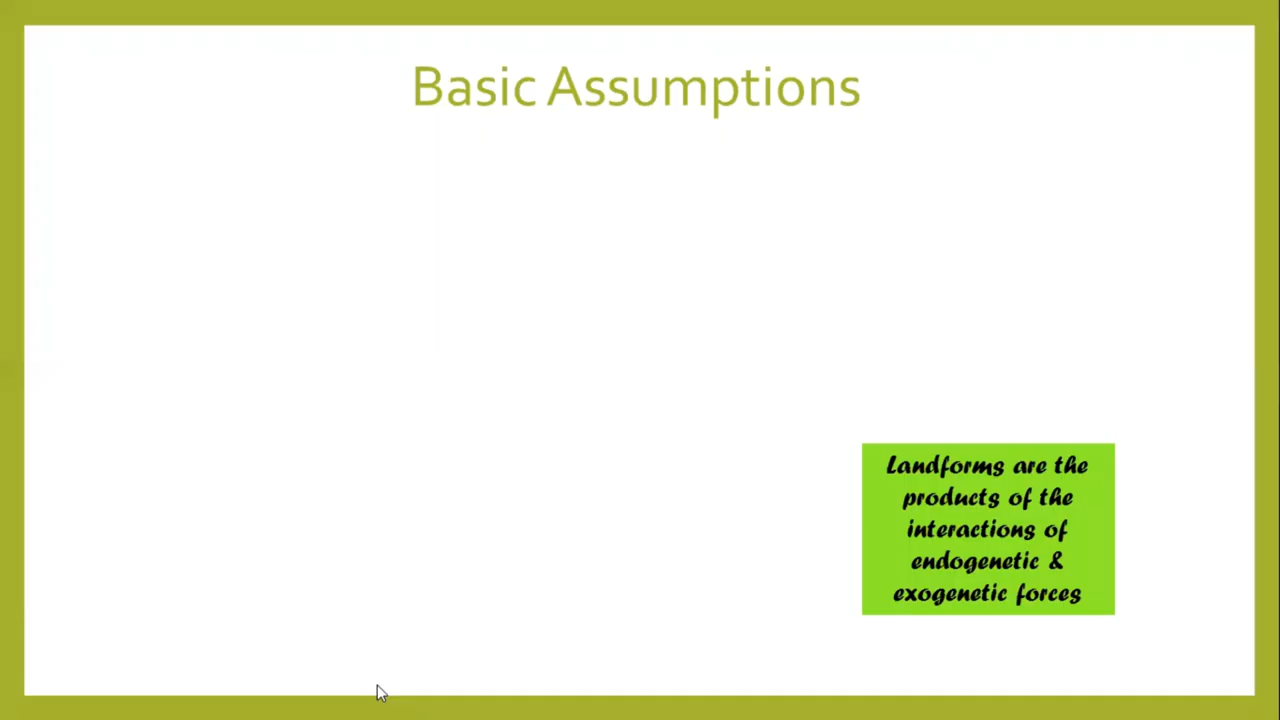 Basic Assumptions
Landforms are the
products of the
interactions of
endogenetic &
exogenetic forces